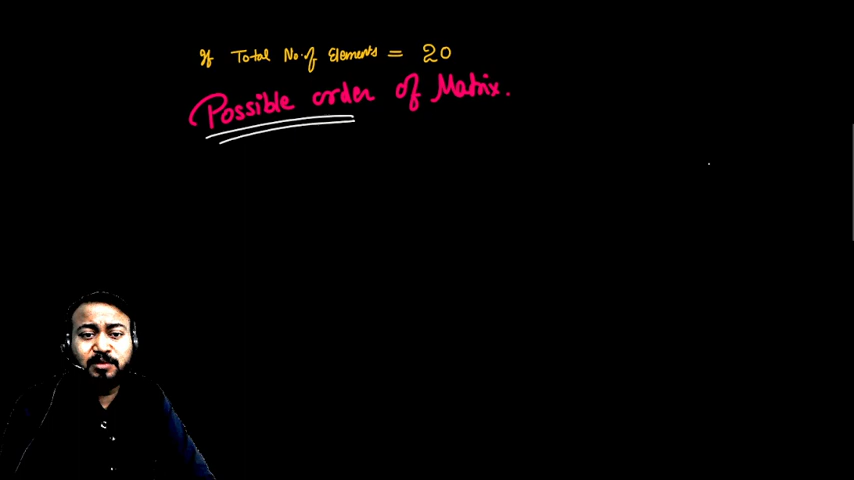 If Total No. of Elements = 20
Possible order of Matrix.